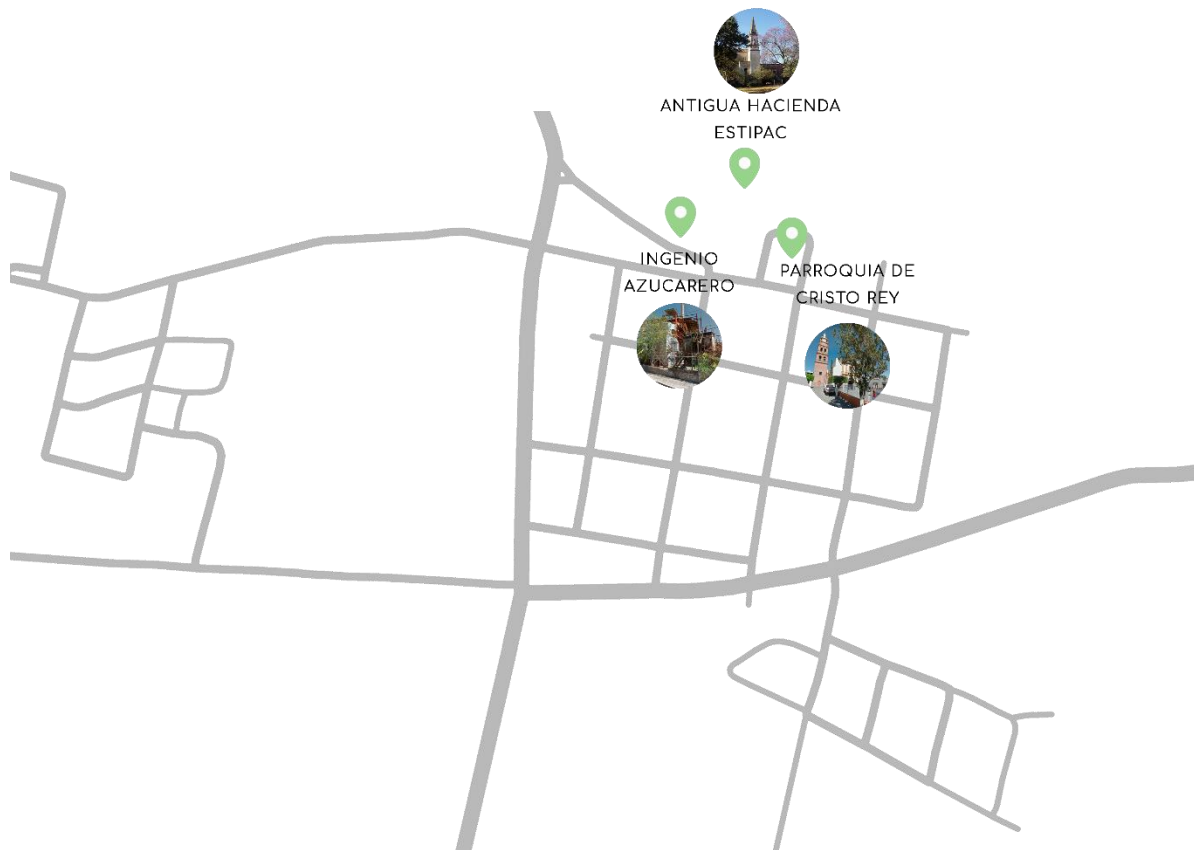 ANTIGUA HACIENDA
ESTIPAC
INGENIO
AZUCARERO
PARROQUIA DE
CRISTO REY